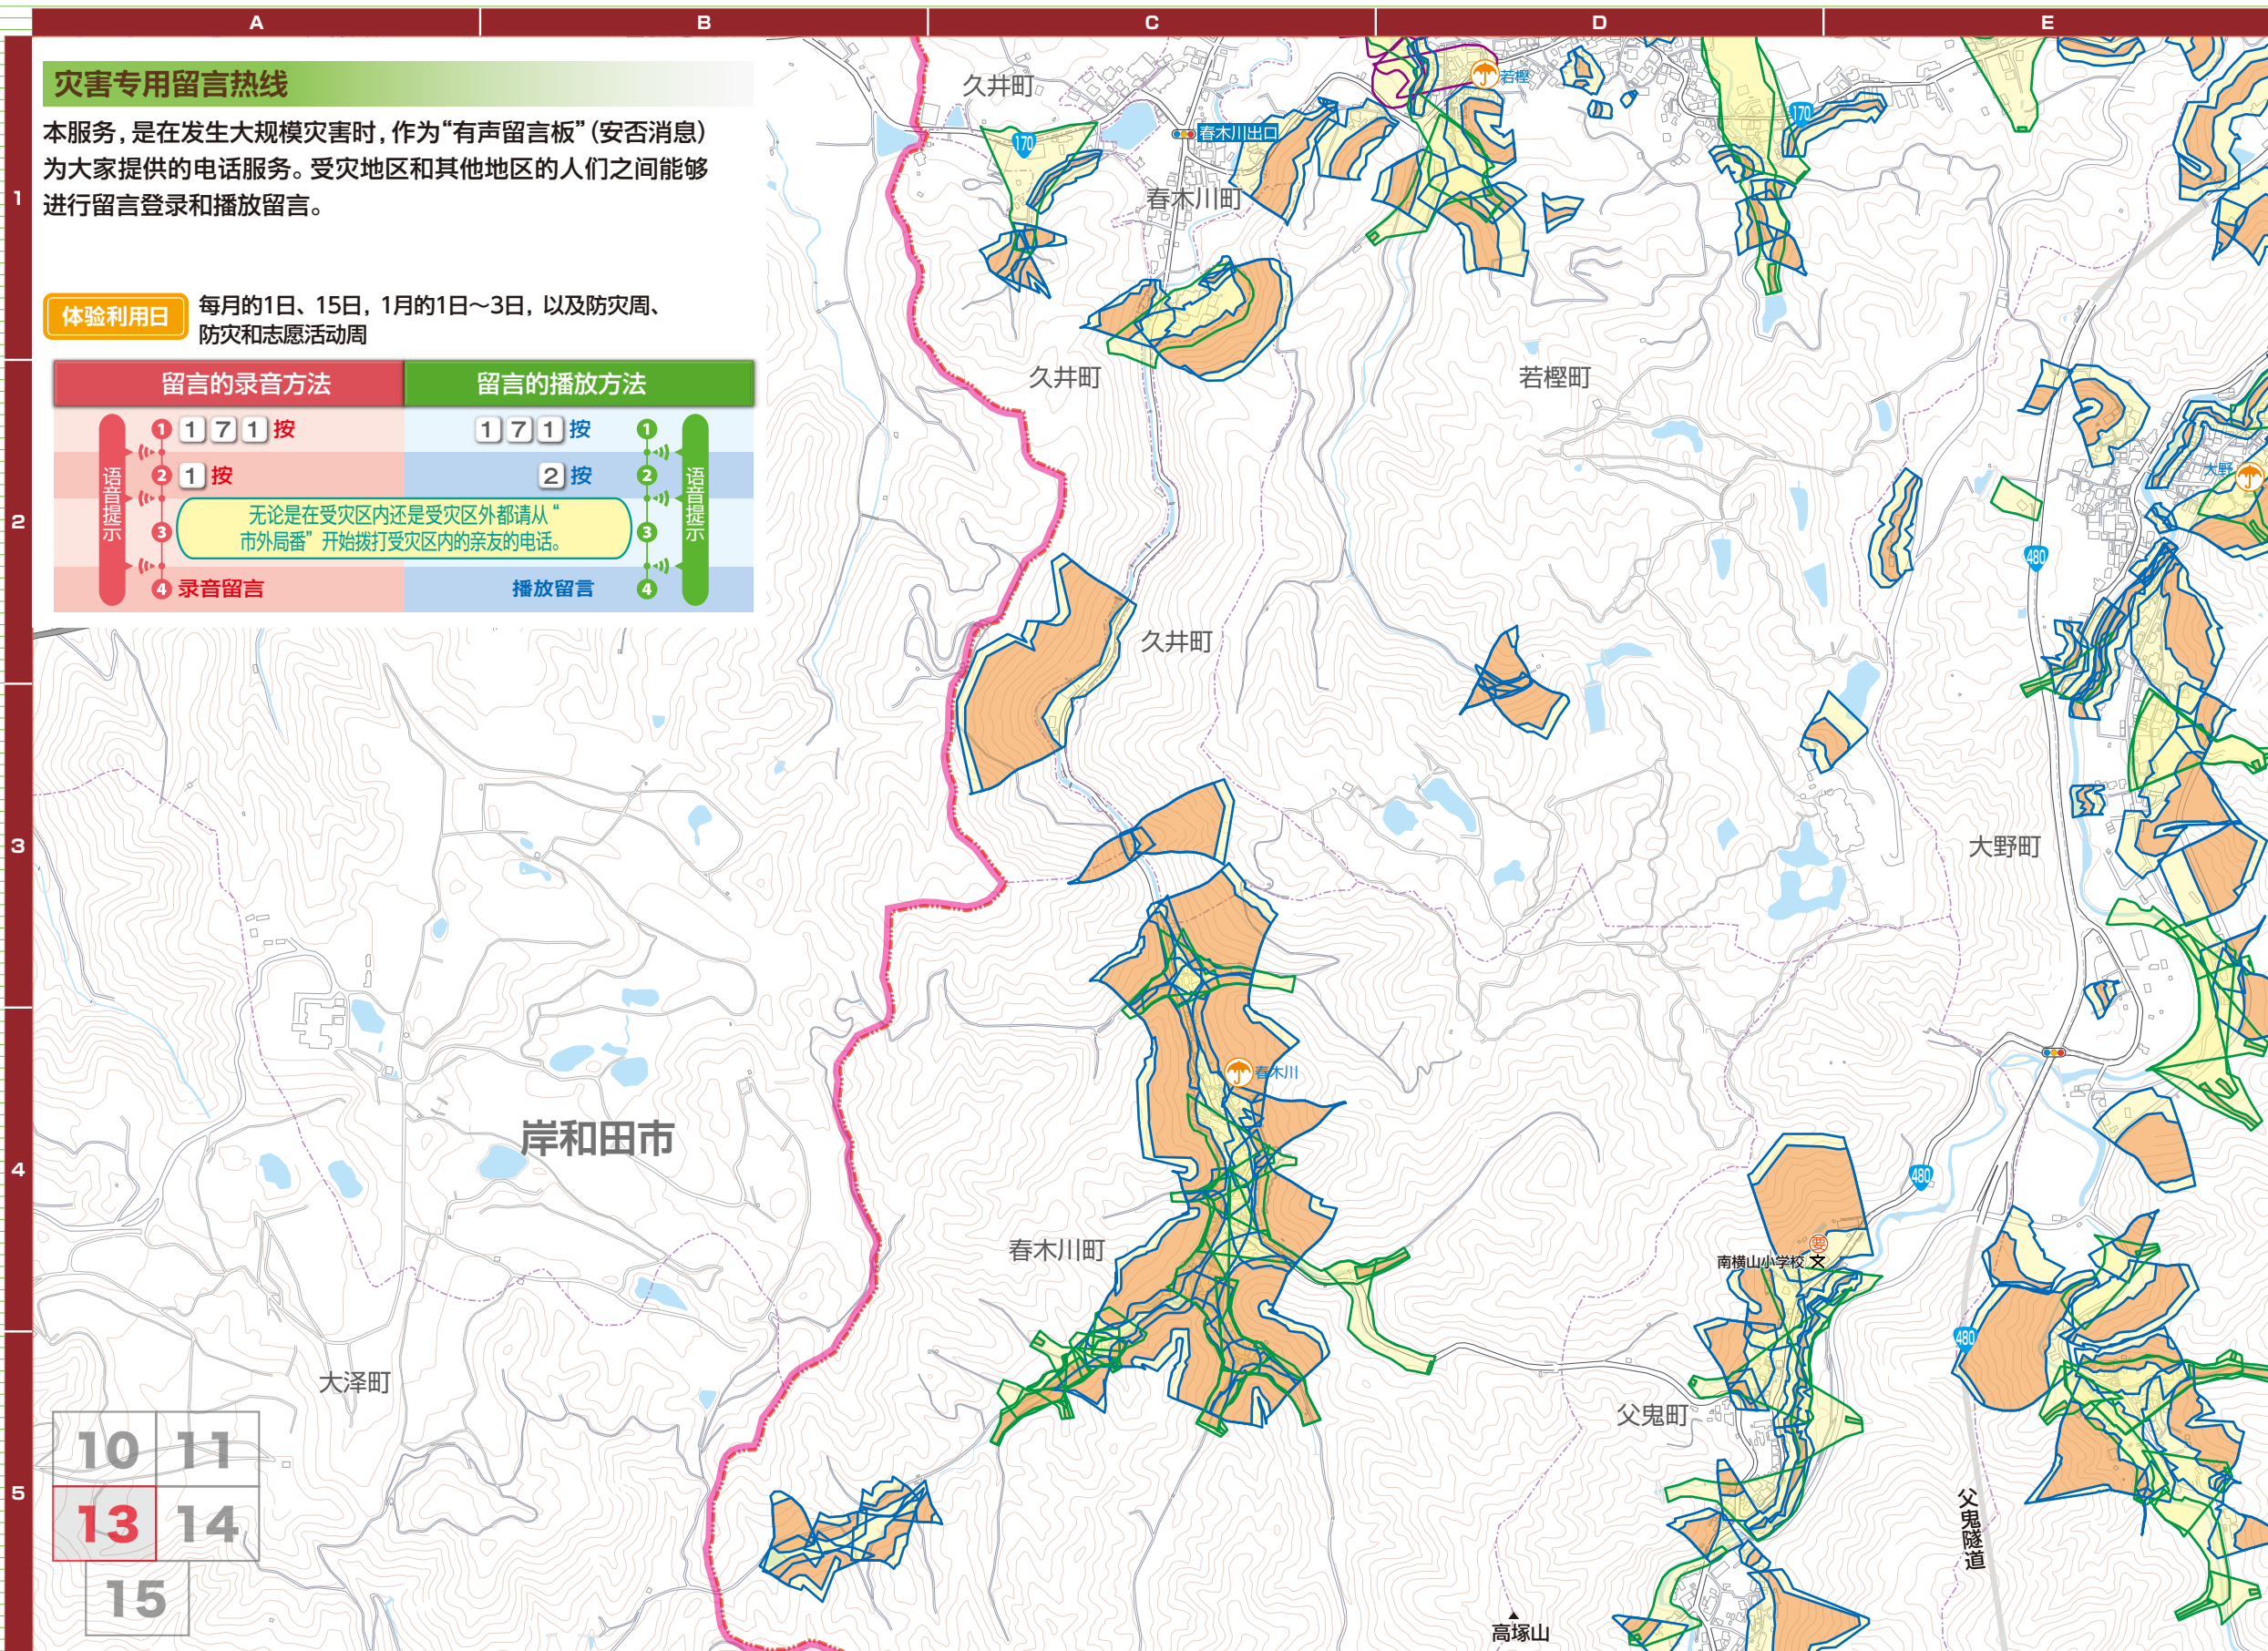 A
B
C
D
E
1
2
3
4
5
灾害专用留言热线
本服务，是在发生大规模灾害时，作为“有声留言板”（安否消息）
为大家提供的电话服务。受灾地区和其他地区的人们之间能够
进行留言登录和播放留言。
体验利用日
每月的1日、15日，1月的1日～3日，以及防灾周、
防灾和志愿活动周
留言的录音方法
留言的播放方法
语音提示
1 1 7 1 按
1 7 1 按 1
2 1 按
2 按 2
3
无论是在受灾区内还是受灾区外都请从“
市外局番”开始拨打受灾区内的亲友的电话。
3
4 录音留言
播放留言 4
语音提示
久井町
170
春木川出口
春木川町
若樫
170
久井町
若樫町
大野
480
久井町
大野町
春木川
岸和田市
480
春木川町
要
南横山小学校
文
480
大泽町
父鬼町
父鬼隧道
高塚山
10
11
13
14
15